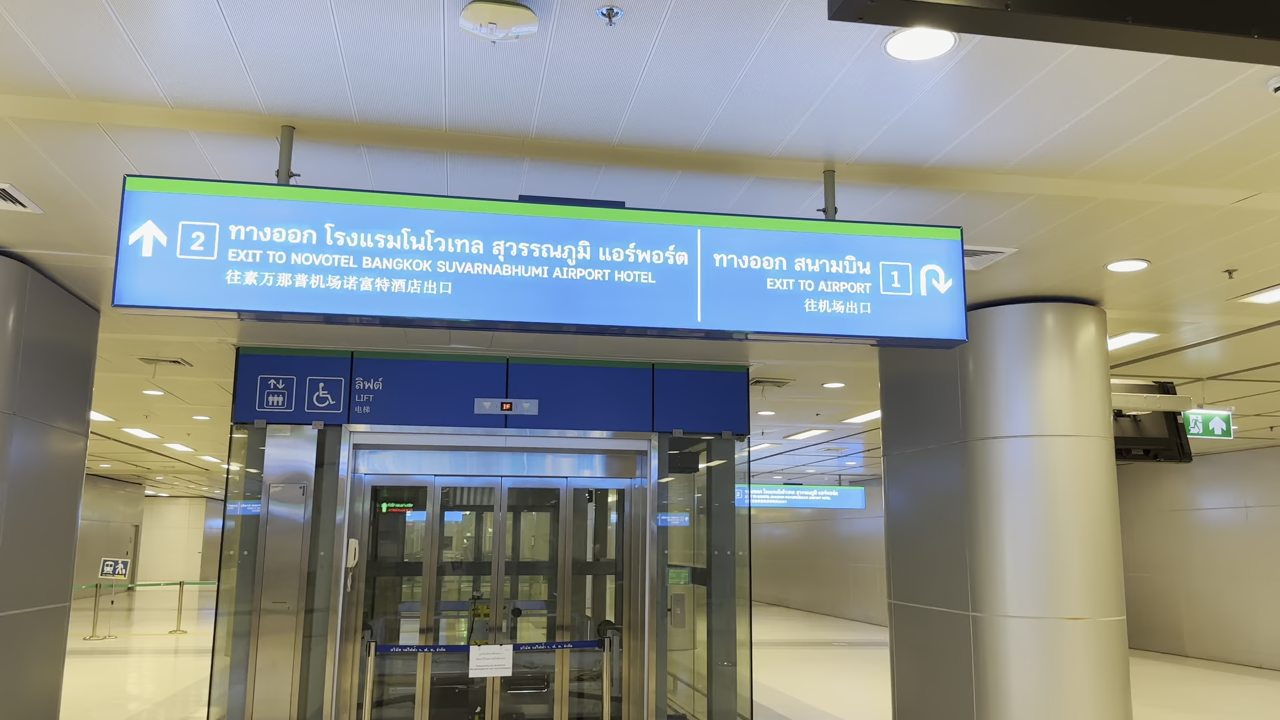 2
ทางออก โรงแรมโนโวเทล สุวรรณภูมิ แอร์พอร์ต
EXIT TO NOVOTEL BANGKOK SUVARNABHUMI AIRPORT HOTEL
往素万那普机场诺富特酒店出口
ทางออก สนามบิน
EXIT TO AIRPORT
往机场出口
1
ลิฟต์
LIFT
电梯